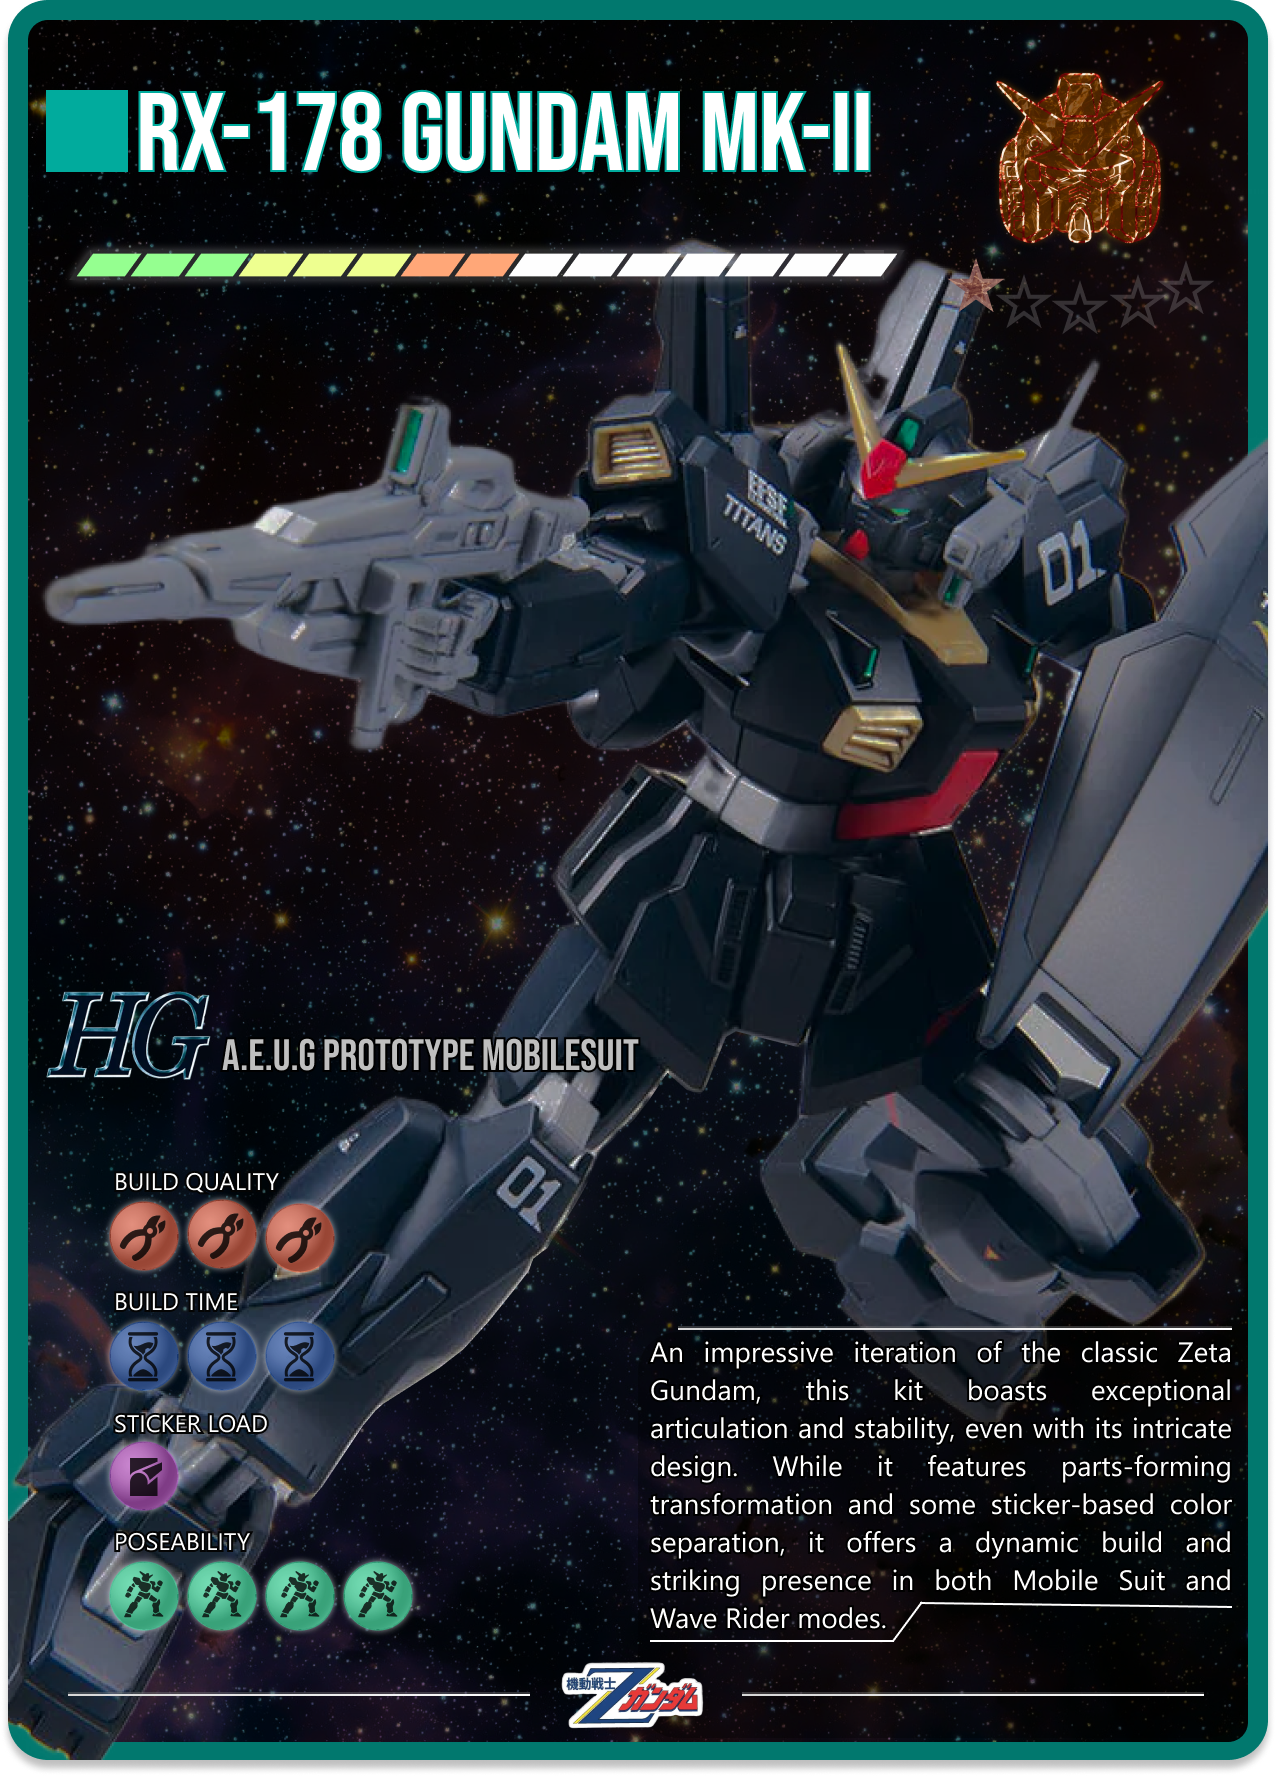 RX-178 GUNDAM MK-II
EFSF
TITANS
01
HG
A.E.U.G PROTOTYPE MOBILESUIT
01
BUILD QUALITY
BUILD TIME
STICKER LOAD
POSEABILITY
An impressive iteration of the classic Zeta
Gundam, this kit boasts exceptional
articulation and stability, even with its intricate
design. While it features parts-forming
transformation and some sticker-based color
separation, it offers a dynamic build and
striking presence in both Mobile Suit and
Wave Rider modes.
機動戦士
Z
ガンダム